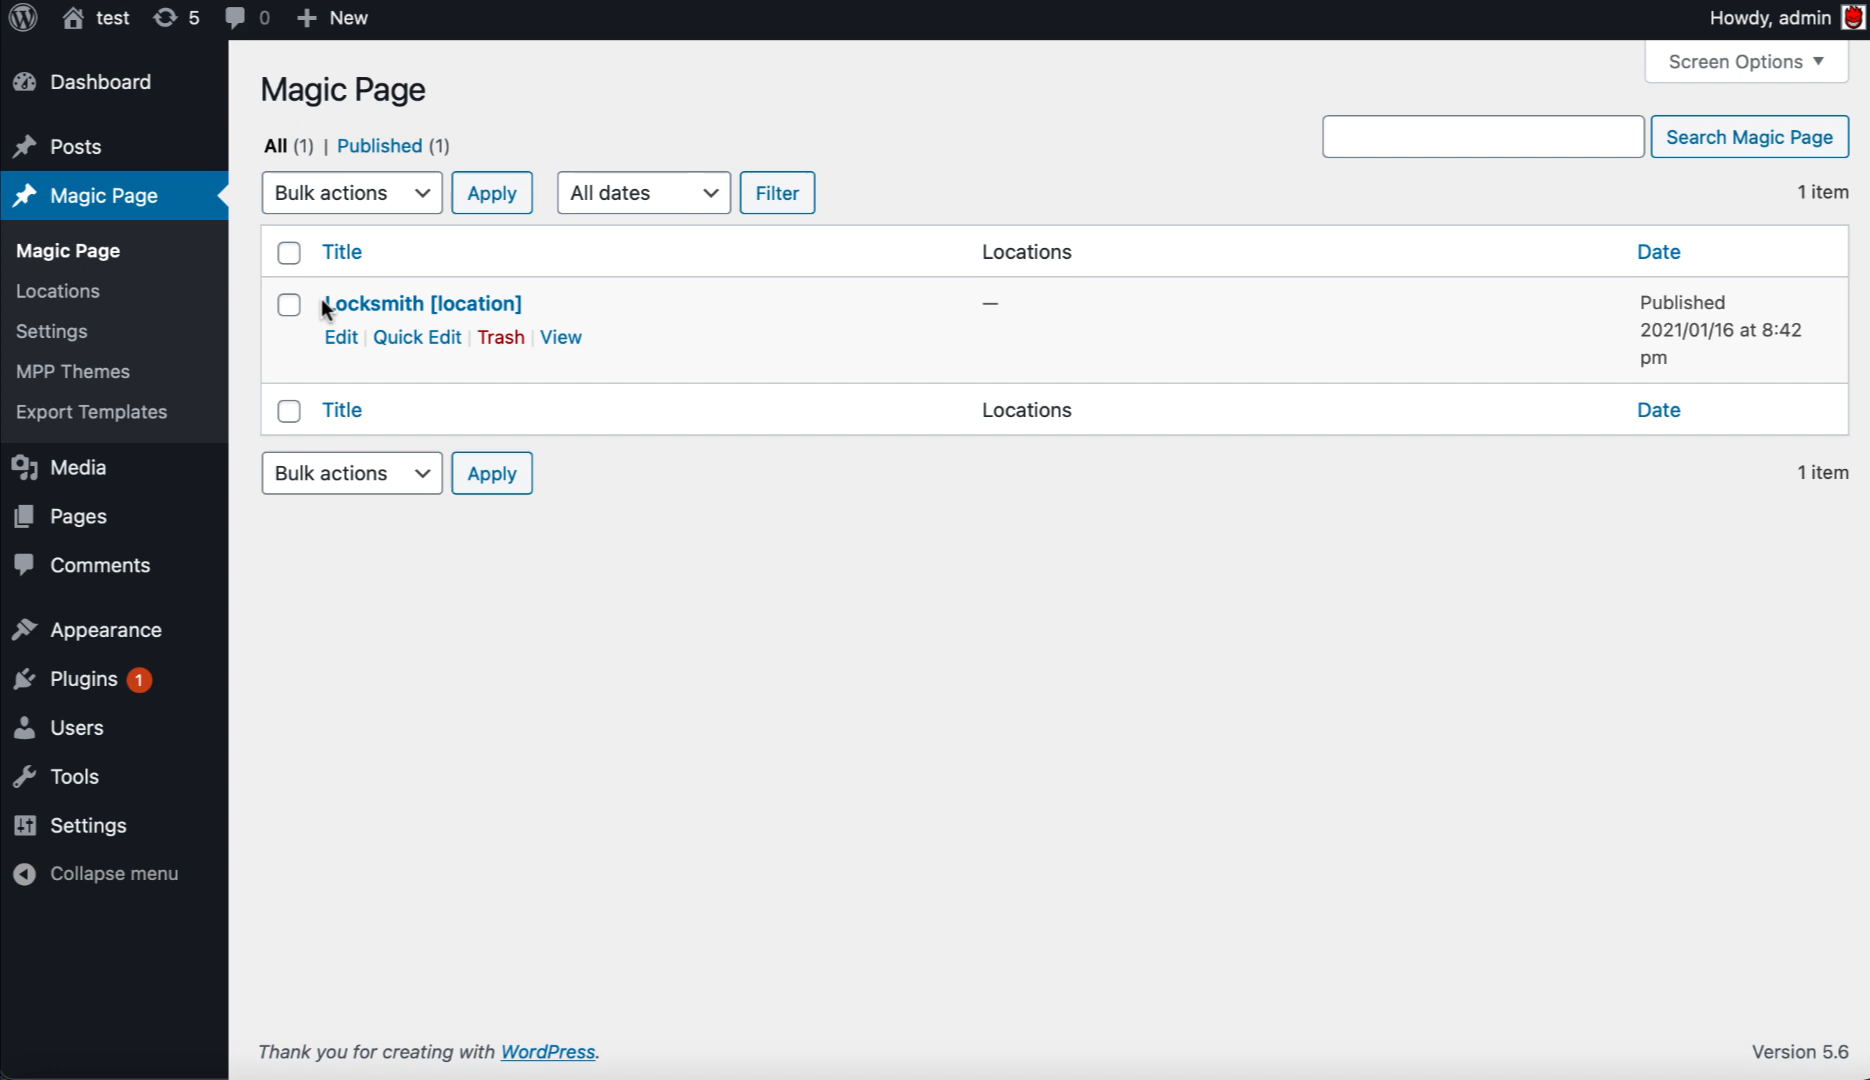 test 5 0 New Howdy, admin
Screen Options
Dashboard
Posts
Magic Page
Magic Page
Locations
Settings
MPP Themes
Export Templates
Media
Pages
Comments
Appearance
Plugins 1
Users
Tools
Settings
Collapse menu
Magic Page
All (1) | Published (1)
Search Magic Page
Bulk actions Apply All dates Filter 1 item
Title Locations Date
Locksmith [location] — Published
2021/01/16 at 8:42
pm
Edit | Quick Edit | Trash | View
Title Locations Date
Bulk actions Apply 1 item
Thank you for creating with WordPress. Version 5.6